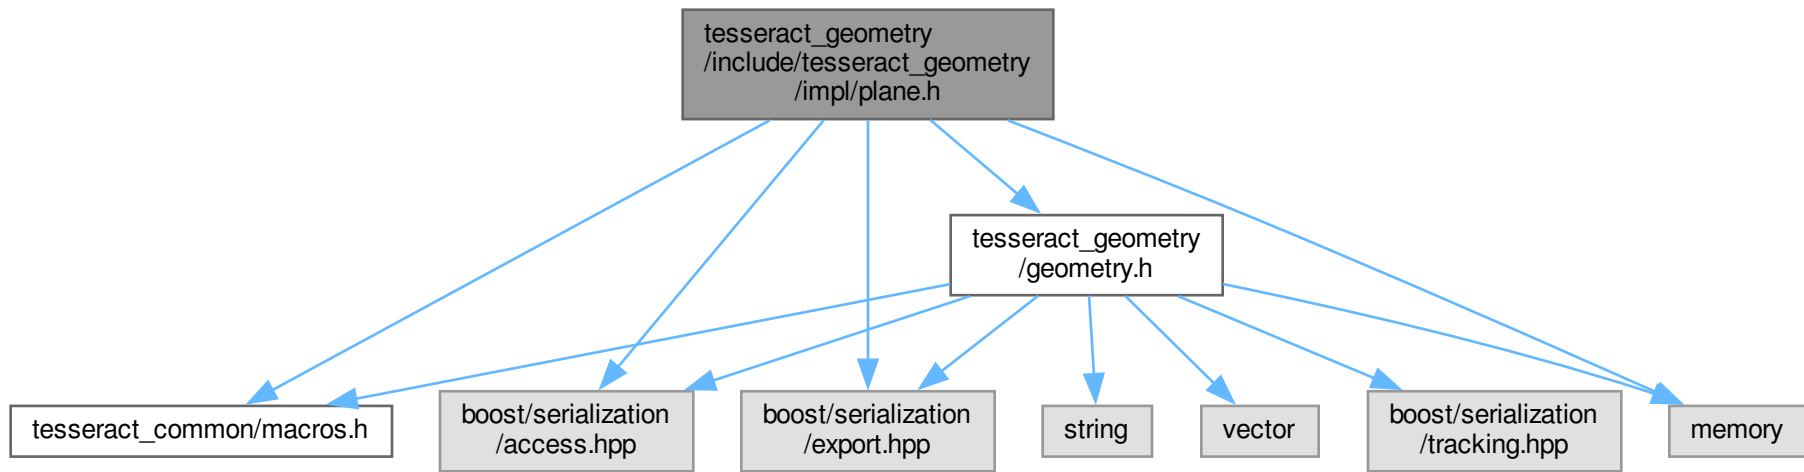 tesseract_geometry
/include/tesseract_geometry
/impl/plane.h
tesseract_geometry
/geometry.h
tesseract_common/macros.h
boost/serialization
/access.hpp
boost/serialization
/export.hpp
string
vector
boost/serialization
/tracking.hpp
memory